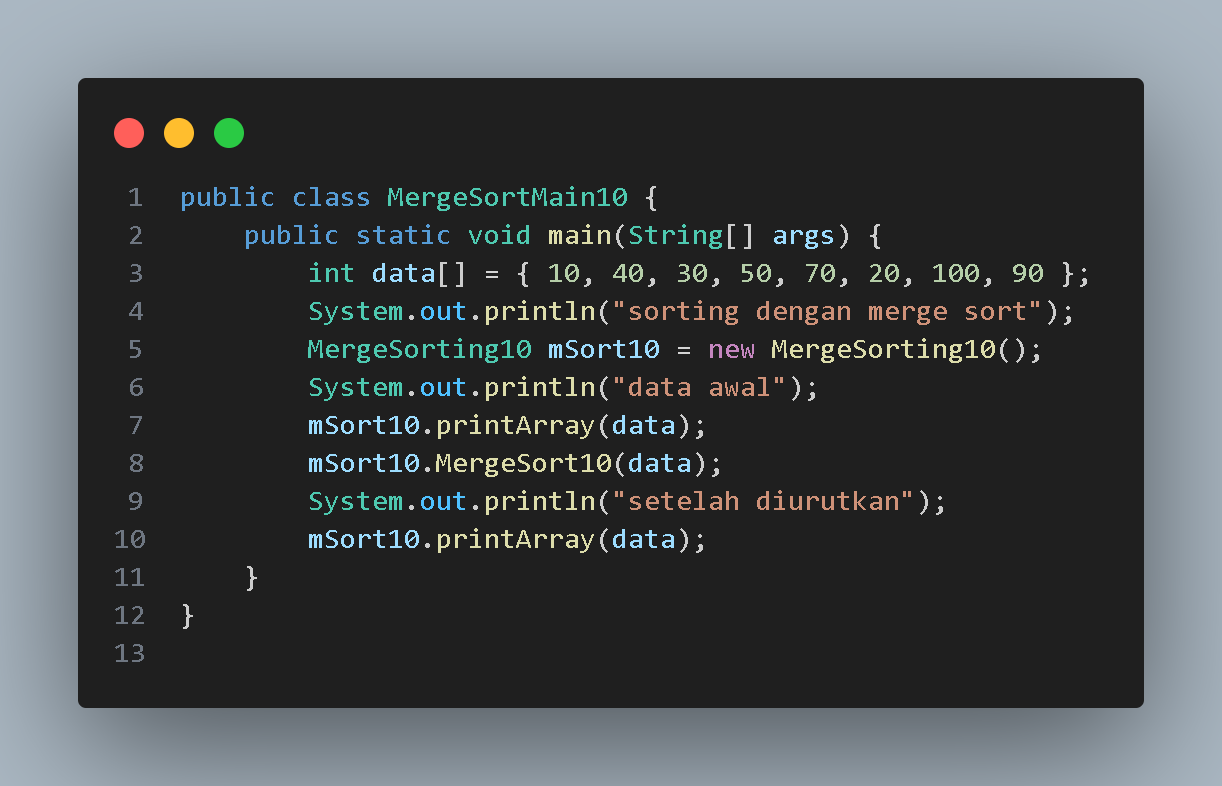 1 public class MergeSortMain10 {
2     public static void main(String[] args) {
3         int data[] = { 10, 40, 30, 50, 70, 20, 100, 90 };
4         System.out.println("sorting dengan merge sort");
5         MergeSorting10 mSort10 = new MergeSorting10();
6         System.out.println("data awal");
7         mSort10.printArray(data);
8         mSort10.MergeSort10(data);
9         System.out.println("setelah diurutkan");
10         mSort10.printArray(data);
11     }
12 }
13